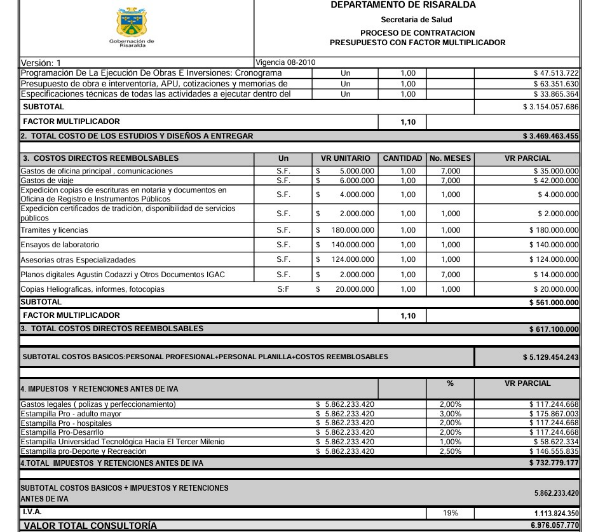 DEPARTAMENTO DE RISARALDA
Secretaria de Salud
PROCESO DE CONTRATACION
PRESUPUESTO CON FACTOR MULTIPLICADOR
Gobernación de
Risaralda
Versión: 1 Vigencia 08-2010
Programación De La Ejecución De Obras E Inversiones: Cronograma Un 1,00 $ 47.513.722
Presupuesto de obra e interventoría, APU, cotizaciones y memorias de Un 1,00 $ 63.351.630
Especificaciones técnicas de todas las actividades a ejecutar dentro del Un 1,00 $ 33.865.364
SUBTOTAL $ 3.154.057.686
FACTOR MULTIPLICADOR 1,10
2. TOTAL COSTO DE LOS ESTUDIOS Y DISEÑOS A ENTREGAR $ 3.469.463.455
3. COSTOS DIRECTOS REEMBOLSABLES Un VR UNITARIO CANTIDAD No. MESES VR PARCIAL
Gastos de oficina principal , comunicaciones S.F. $ 5.000.000 1,00 7,000 $ 35.000.000
Gastos de viaje S.F. $ 6.000.000 1,00 7,000 $ 42.000.000
Expedición copias de escrituras en notaria y documentos en
Oficina de Registro e Instrumentos Públicos S.F. $ 4.000.000 1,00 1,000 $ 4.000.000
Expedición certificados de tradición, disponibilidad de servicios
públicos S.F. $ 2.000.000 1,00 1,000 $ 2.000.000
Tramites y licencias S.F. $ 180.000.000 1,00 1,000 $ 180.000.000
Ensayos de laboratorio S.F. $ 140.000.000 1,00 1,000 $ 140.000.000
Asesorias otras Especializadades S.F. $ 124.000.000 1,00 1,000 $ 124.000.000
Planos digitales Agustin Codazzi y Otros Documentos IGAC S.F. $ 2.000.000 1,00 7,000 $ 14.000.000
Copias Heliograficas, informes, fotocopias S:F $ 20.000.000 1,00 1,000 $ 20.000.000
SUBTOTAL $ 561.000.000
FACTOR MULTIPLICADOR 1,10
3. TOTAL COSTOS DIRECTOS REEMBOLSABLES $ 617.100.000
SUBTOTAL COSTOS BASICOS:PERSONAL PROFESIONAL+PERSONAL PLANILLA+COSTOS REEMBLOSABLES $ 5.129.454.243
4. IMPUESTOS Y RETENCIONES ANTES DE IVA % VR PARCIAL
Gastos legales ( polizas y perfeccionamiento) $ 5.862.233.420 2,00% $ 117.244.668
Estampilla Pro - adulto mayor $ 5.862.233.420 3,00% $ 175.867.003
Estampilla Pro - hospitales $ 5.862.233.420 2,00% $ 117.244.668
Estampilla Pro-Desarrllo $ 5.862.233.420 2,00% $ 117.244.668
Estampilla Universidad Tecnológica Hacia El Tercer Milenio $ 5.862.233.420 1,00% $ 58.622.334
Estampilla pro-Deporte y Recreación $ 5.862.233.420 2,50% $ 146.555.835
4.TOTAL IMPUESTOS Y RETENCIONES ANTES DE IVA $ 732.779.177
SUBTOTAL COSTOS BASICOS + IMPUESTOS Y RETENCIONES
ANTES DE IVA 5.862.233.420
I.V.A. 19% 1.113.824.350
VALOR TOTAL CONSULTORÍA 6.976.057.770